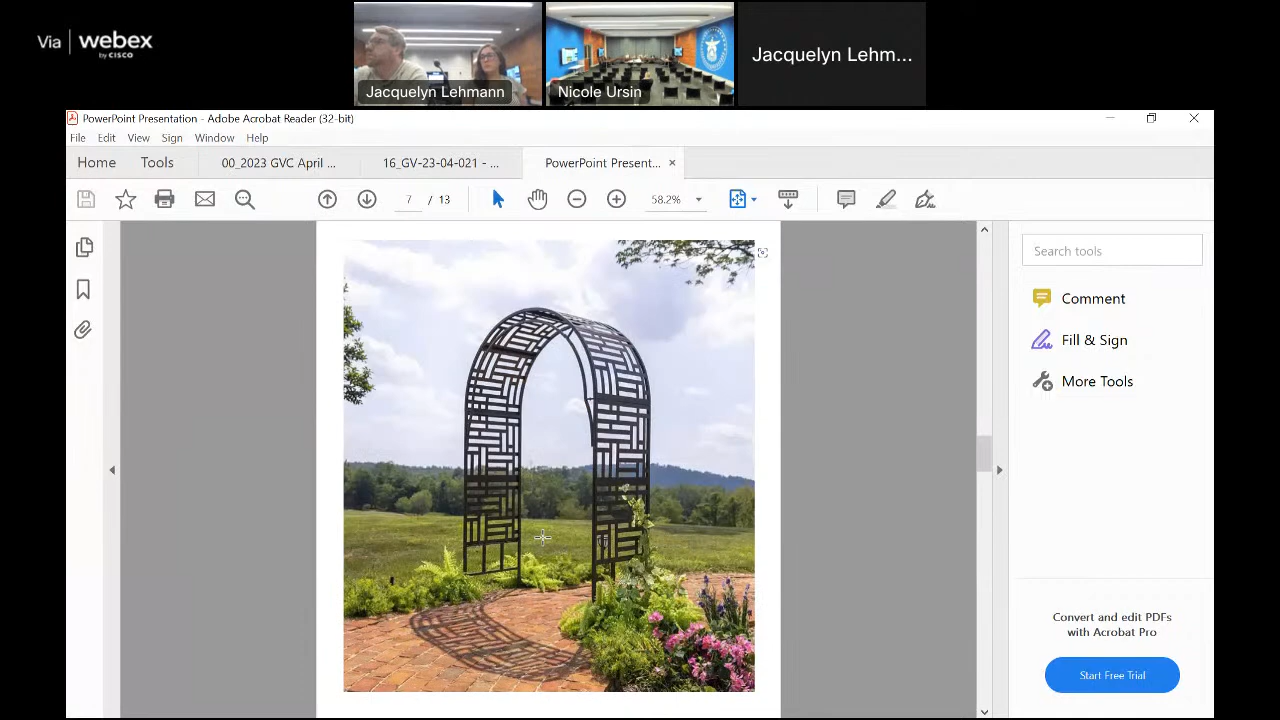 Via webex
by CISCO
Jacquelyn Lehmann
Nicole Ursin
Jacquelyn Lehm...
PowerPoint Presentation - Adobe Acrobat Reader (32-bit)
File Edit View Sign Window Help
Home Tools 00_2023 GVC April ... 16_GV-23-04-021 - ... PowerPoint Present... ×
7 / 13 58.2%
Search tools
Comment
Fill & Sign
More Tools
Convert and edit PDFs
with Acrobat Pro
Start Free Trial